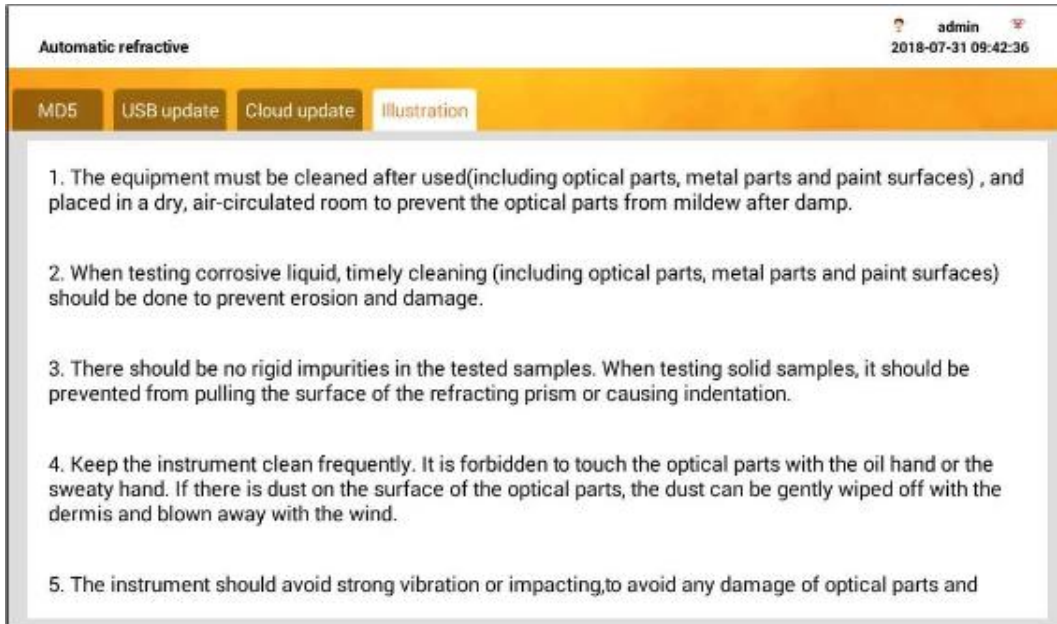 admin
Automatic refractive
2018-07-31 09:42:36
MD5
USB update
Cloud update
Illustration
1. The equipment must be cleaned after used(including optical parts, metal parts and paint surfaces) , and
placed in a dry, air-circulated room to prevent the optical parts from mildew after damp.
2. When testing corrosive liquid, timely cleaning (including optical parts, metal parts and paint surfaces)
should be done to prevent erosion and damage.
3. There should be no rigid impurities in the tested samples. When testing solid samples, it should be
prevented from pulling the surface of the refracting prism or causing indentation.
4. Keep the instrument clean frequently. It is forbidden to touch the optical parts with the oil hand or the
sweaty hand. If there is dust on the surface of the optical parts, the dust can be gently wiped off with the
dermis and blown away with the wind.
5. The instrument should avoid strong vibration or impacting,to avoid any damage of optical parts and